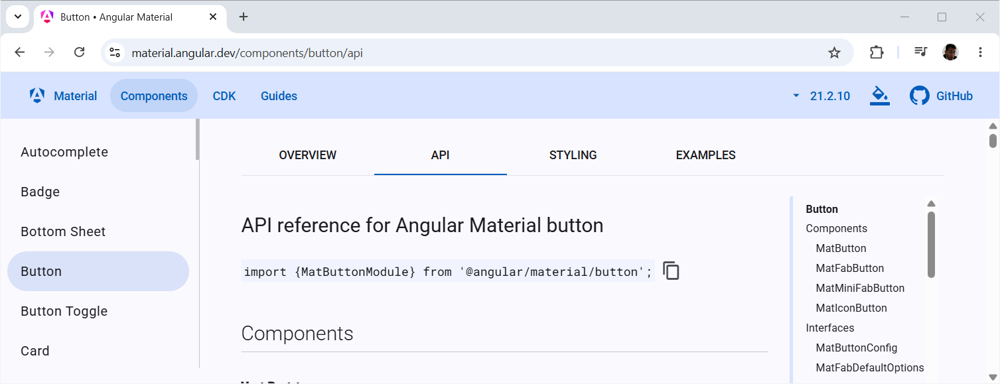 Button • Angular Material
material.angular.dev/components/button/api
Material Components CDK Guides 21.2.10 GitHub
Autocomplete
Badge
Bottom Sheet
Button
Button Toggle
Card
OVERVIEW API STYLING EXAMPLES
API reference for Angular Material button
import {MatButtonModule} from '@angular/material/button';
Components
Button
Components
MatButton
MatFabButton
MatMiniFabButton
MatIconButton
Interfaces
MatButtonConfig
MatFabDefaultOptions